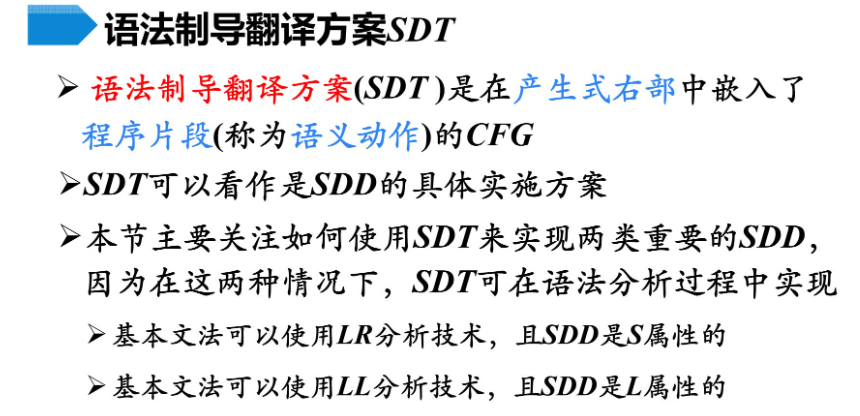 语法制导翻译方案SDT
➢ 语法制导翻译方案(SDT )是在产生式右部中嵌入了
程序片段(称为语义动作)的CFG
➢SDT可以看作是SDD的具体实施方案
➢本节主要关注如何使用SDT来实现两类重要的SDD，
因为在这两种情况下，SDT可在语法分析过程中实现
➢基本文法可以使用LR分析技术，且SDD是S属性的
➢基本文法可以使用LL分析技术，且SDD是L属性的